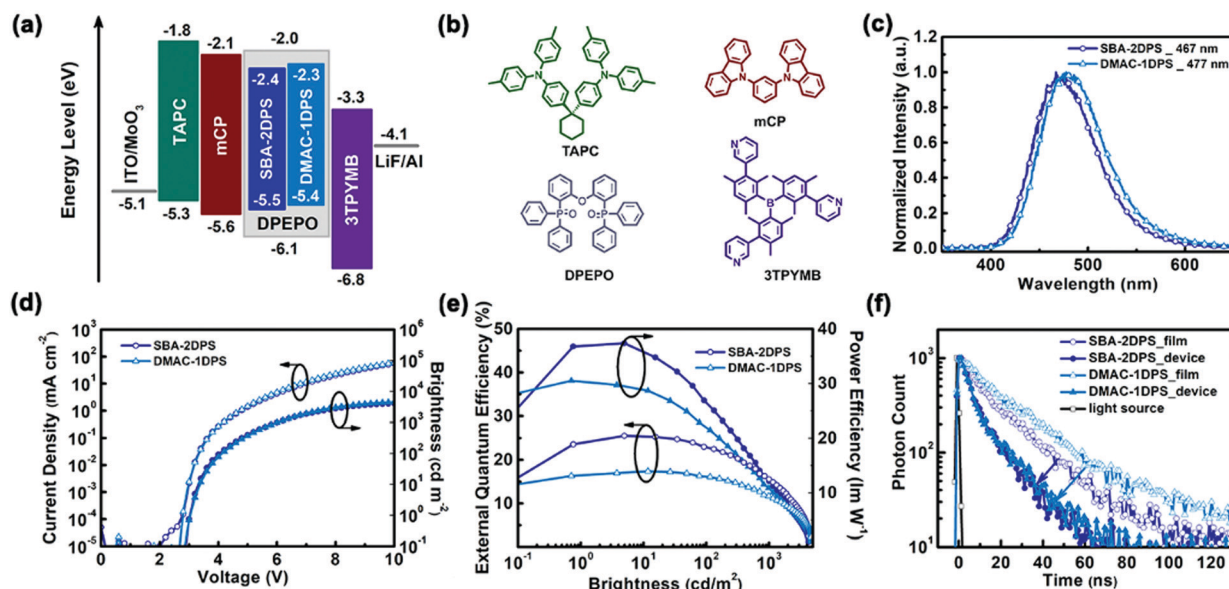 (a)
Energy Level (eV)
ITO/MoO3
-5.1
-1.8
TAPC
-5.3
-2.1
mCP
-5.6
-2.0
-2.4
SBA-2DPS
-5.5
-2.3
DMAC-1DPS
-5.4
DPEPO
-6.1
-3.3
3TPYMB
-6.8
-4.1
LiF/Al
(b)
N
N
TAPC
N
N
mCP
O
P=O
O=P
DPEPO
N
B
N
N
3TPYMB
(c)
Normalized Intensity (a.u.)
1.2
1.0
0.8
0.6
0.4
0.2
0.0
SBA-2DPS _ 467 nm
DMAC-1DPS _ 477 nm
400 500 600
Wavelength (nm)
(d)
Current Density (mA cm-2)
10^3
10^2
10^1
10^0
10^-1
10^-2
10^-3
10^-4
10^-5
SBA-2DPS
DMAC-1DPS
10^6
10^5
10^4
10^3
10^2
10^1
10^0
10^-1
Brightness (cd m-2)
0 2 4 6 8 10
Voltage (V)
(e)
External Quantum Efficiency (%)
50
45
40
35
30
25
20
15
10
5
SBA-2DPS
DMAC-1DPS
40
30
20
10
0
Power Efficiency (lm W-1)
10^-1 10^0 10^1 10^2 10^3
Brightness (cd/m2)
(f)
Photon Count
10^3
10^2
10^1
SBA-2DPS_film
SBA-2DPS_device
DMAC-1DPS_film
DMAC-1DPS_device
light source
0 20 40 60 80 100 120
Time (ns)